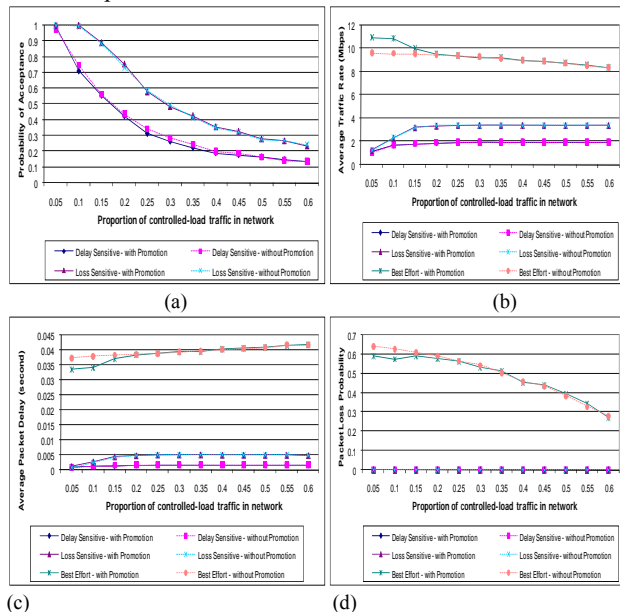 Probability of Acceptance
1
0.9
0.8
0.7
0.6
0.5
0.4
0.3
0.2
0.1
0
0.05 0.1 0.15 0.2 0.25 0.3 0.35 0.4 0.45 0.5 0.55 0.6
Proportion of controlled-load traffic in network
Delay Sensitive - with Promotion Delay Sensitive - without Promotion
Loss Sensitive - with Promotion Loss Sensitive - without Promotion
(a)
Average Traffic Rate (Mbps)
14
12
10
8
6
4
2
0
0.05 0.1 0.15 0.2 0.25 0.3 0.35 0.4 0.45 0.5 0.55 0.6
Proportion of controlled-load traffic in network
Delay Sensitive - with Promotion Delay Sensitive - without Promotion
Loss Sensitive - with Promotion Loss Sensitive - without Promotion
Best Effort - with Promotion Best Effort - without Promotion
(b)
Average Packet Delay (second)
0.05
0.045
0.04
0.035
0.03
0.025
0.02
0.015
0.01
0.005
0
0.05 0.1 0.15 0.2 0.25 0.3 0.35 0.4 0.45 0.5 0.55 0.6
Proportion of controlled-load traffic in network
Delay Sensitive - with Promotion Delay Sensitive - without Promotion
Loss Sensitive - with Promotion Loss Sensitive - without Promotion
Best Effort - with Promotion Best Effort - without Promotion
(c)
Packet Loss Probability
0.7
0.6
0.5
0.4
0.3
0.2
0.1
0
0.05 0.1 0.15 0.2 0.25 0.3 0.35 0.4 0.45 0.5 0.55 0.6
Proportion of controlled-load traffic in network
Delay Sensitive - with Promotion Delay Sensitive - without Promotion
Loss Sensitive - with Promotion Loss Sensitive - without Promotion
Best Effort - with Promotion Best Effort - without Promotion
(d)